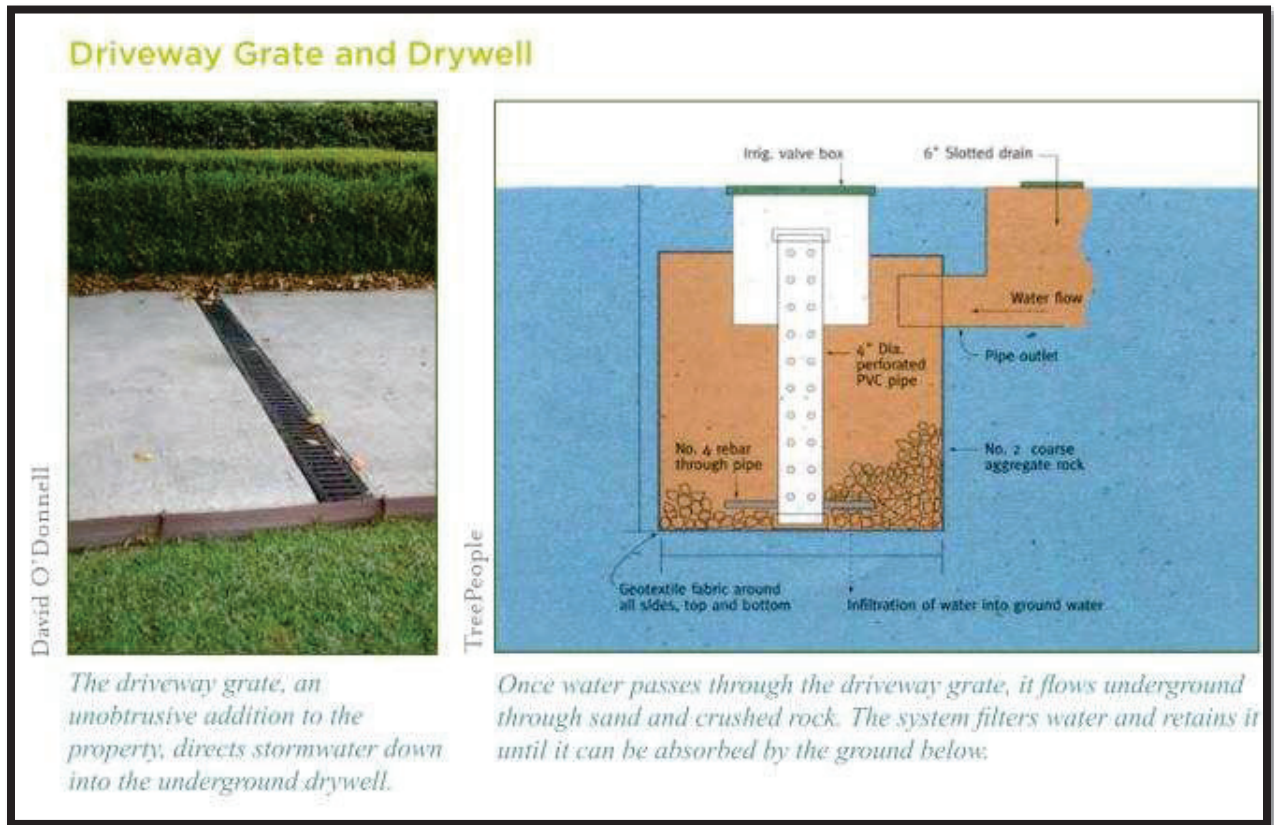 Driveway Grate and Drywell
David O'Donnell
The driveway grate, an
unobtrusive addition to the
property, directs stormwater down
into the underground drywell.
TreePeople
Irrig. valve box
6" Slotted drain
Water flow
Pipe outlet
4" Dia.
perforated
PVC pipe
No. 4 rebar
through pipe
No. 2 coarse
aggregate rock
Geotextile fabric around
all sides, top and bottom
Infiltration of water into ground water
Once water passes through the driveway grate, it flows underground
through sand and crushed rock. The system filters water and retains it
until it can be absorbed by the ground below.